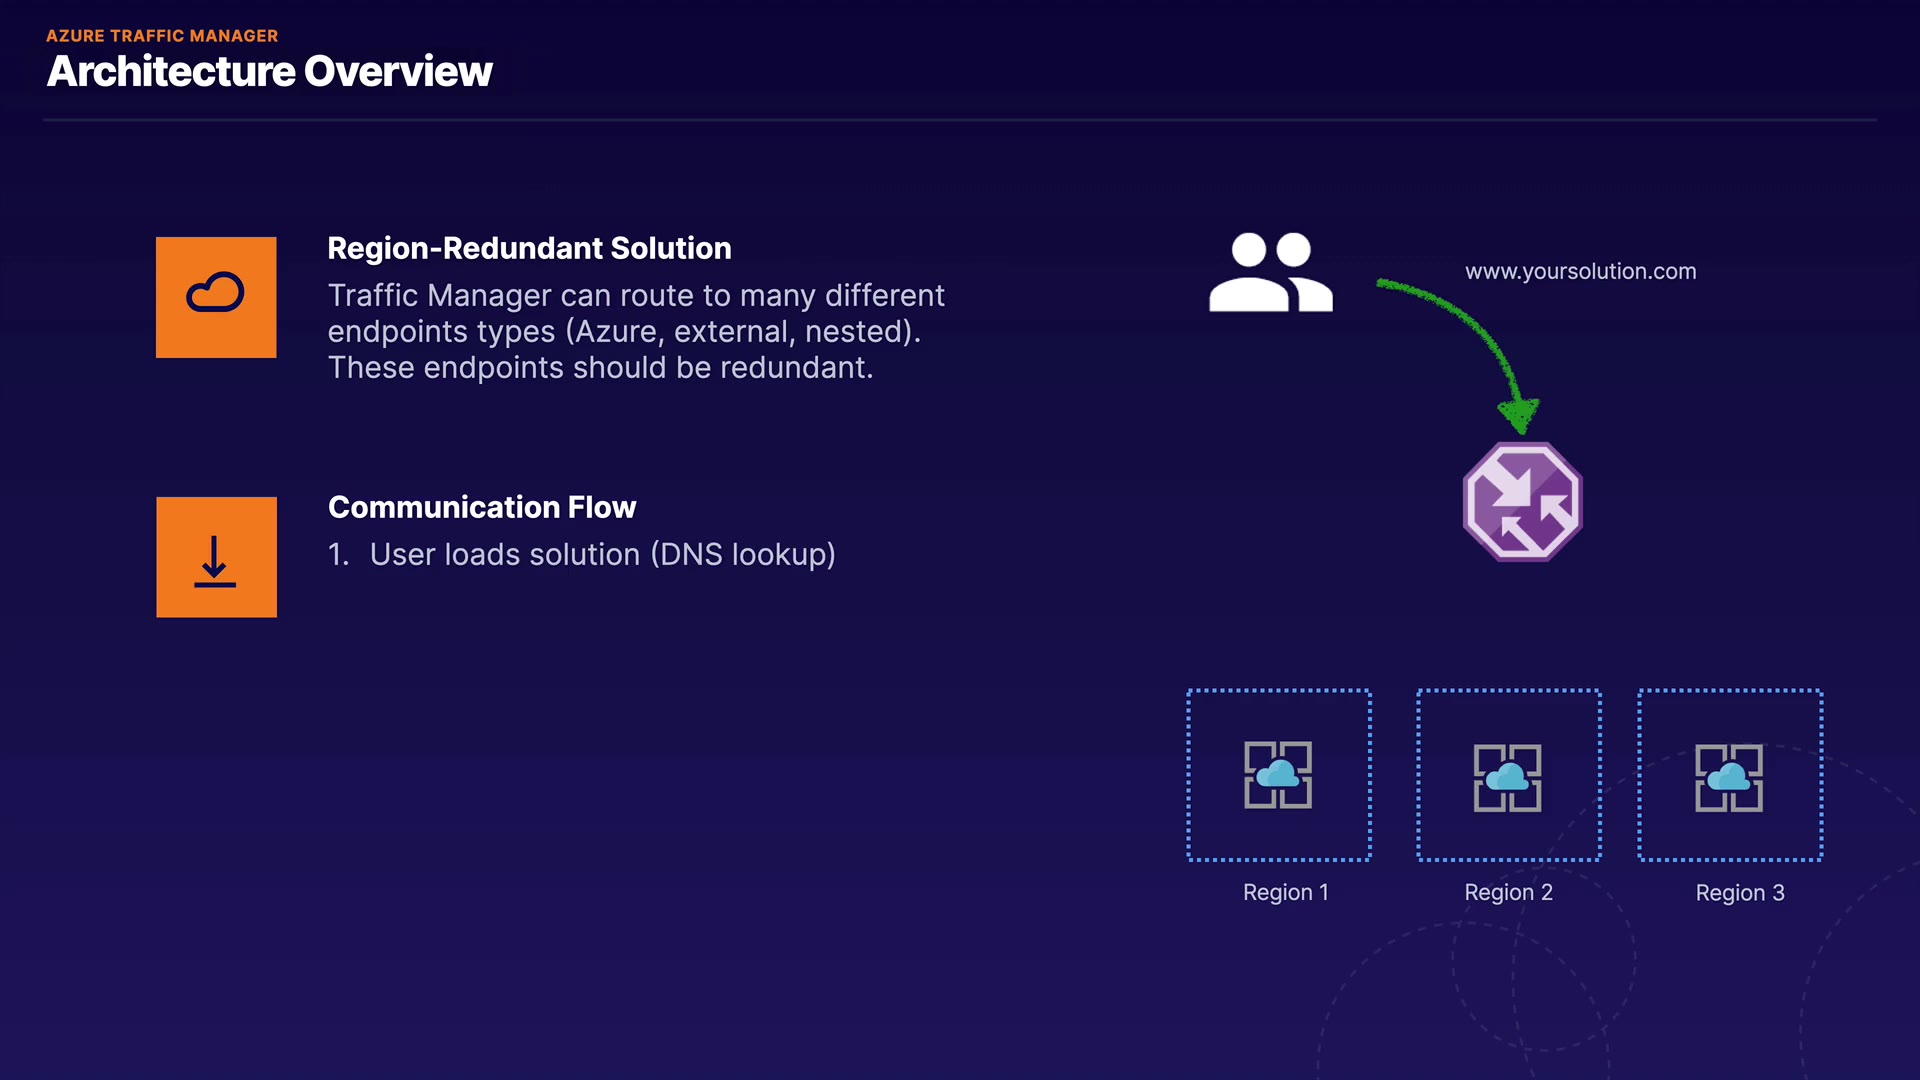 AZURE TRAFFIC MANAGER
Architecture Overview
Region-Redundant Solution
Traffic Manager can route to many different
endpoints types (Azure, external, nested).
These endpoints should be redundant.
Communication Flow
1. User loads solution (DNS lookup)
www.yoursolution.com
Region 1
Region 2
Region 3